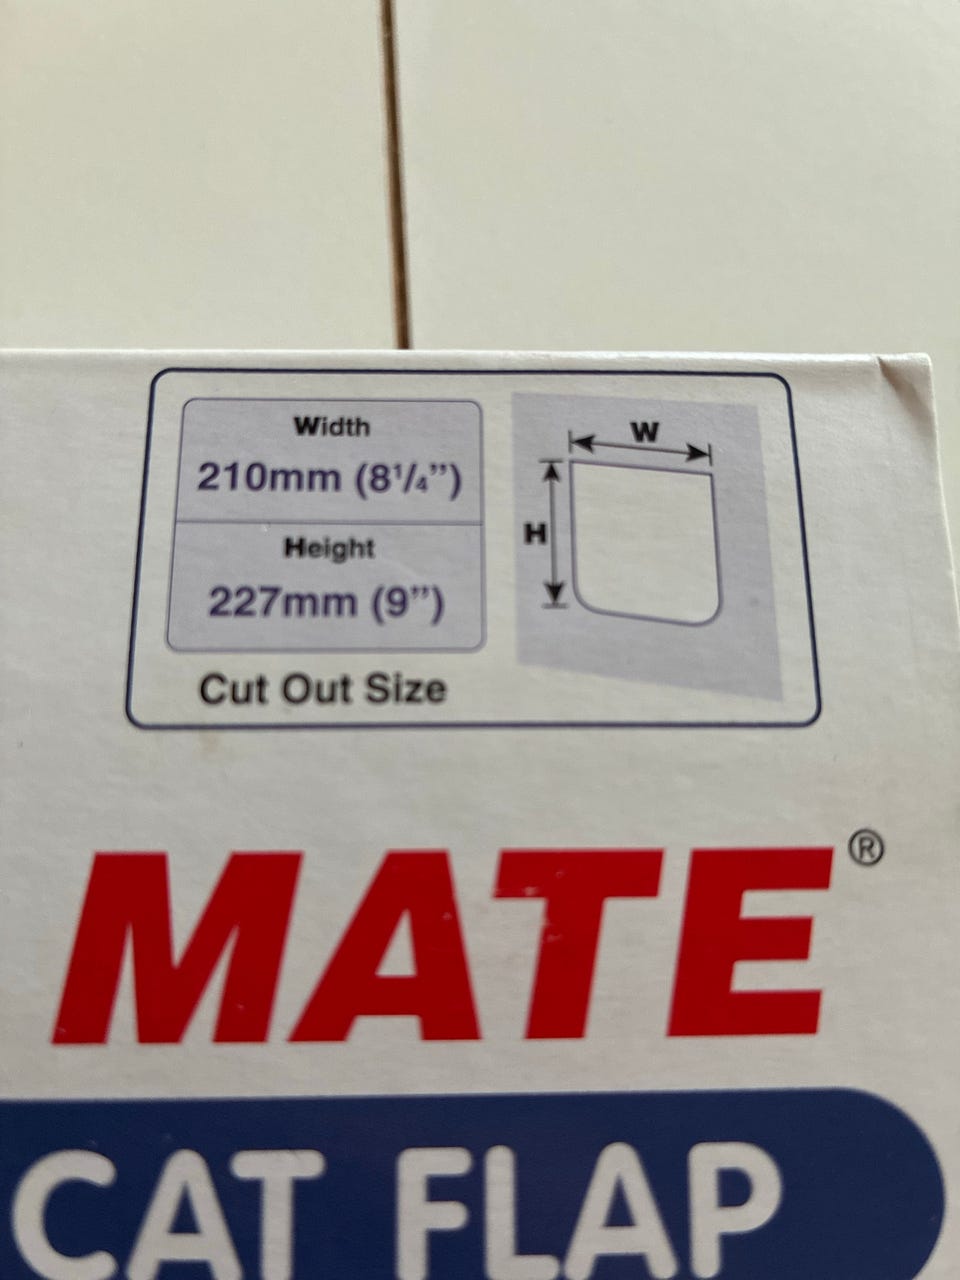 Width
210mm (8¹/₄”)
Height
227mm (9”)
Cut Out Size
W
H
MATE®
CAT FLAP